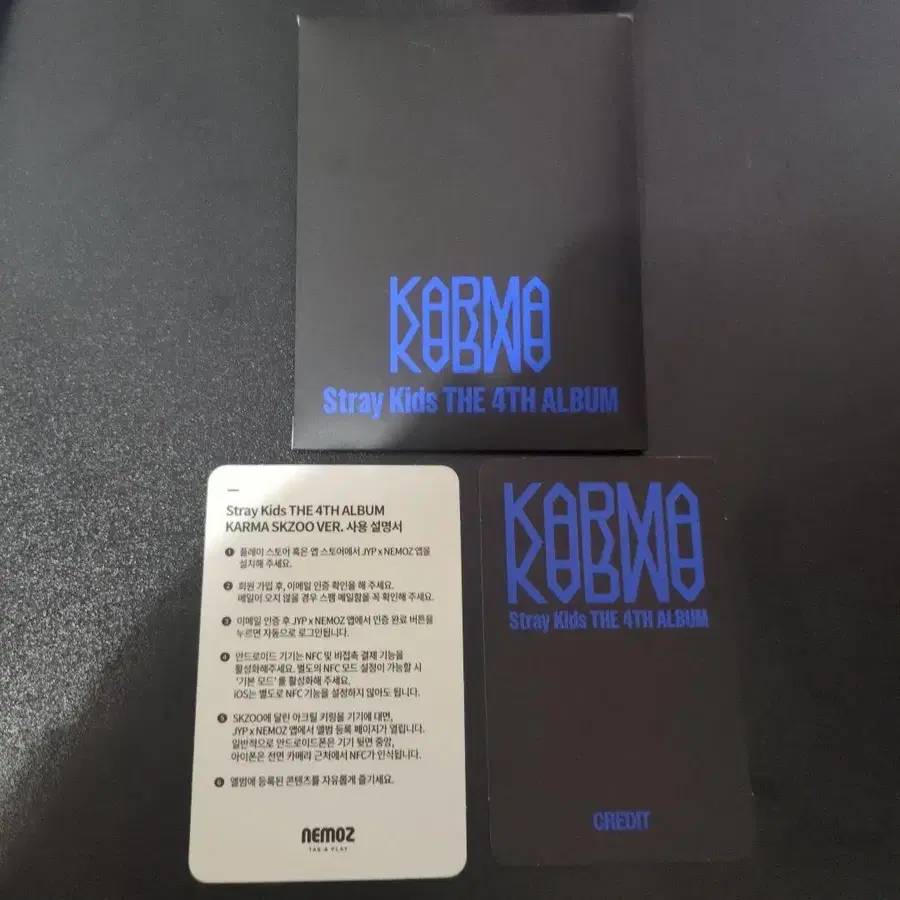 KARMA
Stray Kids THE 4TH ALBUM
Stray Kids THE 4TH ALBUM
KARMA SKZOO VER. 사용 설명서
1 플레이 스토어 혹은 앱 스토어에서 JYP x NEMOZ 앱을
설치해 주세요.
2 회원 가입 후, 이메일 인증 확인을 해 주세요.
메일이 오지 않을 경우 스팸 메일함을 꼭 확인해 주세요.
3 이메일 인증 후 JYP x NEMOZ 앱에서 인증 완료 버튼을
누르면 자동으로 로그인됩니다.
4 안드로이드 기기는 NFC 및 비접촉 결제 기능을
활성화해주세요. 별도의 NFC 모드 설정이 가능할 시
'기본 모드'를 활성화해 주세요.
iOS는 별도로 NFC 기능을 설정하지 않아도 됩니다.
5 SKZOO에 달린 아크릴 키링을 기기에 대면,
JYP x NEMOZ 앱에서 앨범 등록 페이지가 열립니다.
일반적으로 안드로이드폰은 기기 뒷면 중앙,
아이폰은 전면 카메라 근처에서 NFC가 인식됩니다.
6 앨범에 등록된 콘텐츠를 자유롭게 즐기세요.
NEMOZ
TAG & PLAY
KARMA
Stray Kids THE 4TH ALBUM
CREDIT